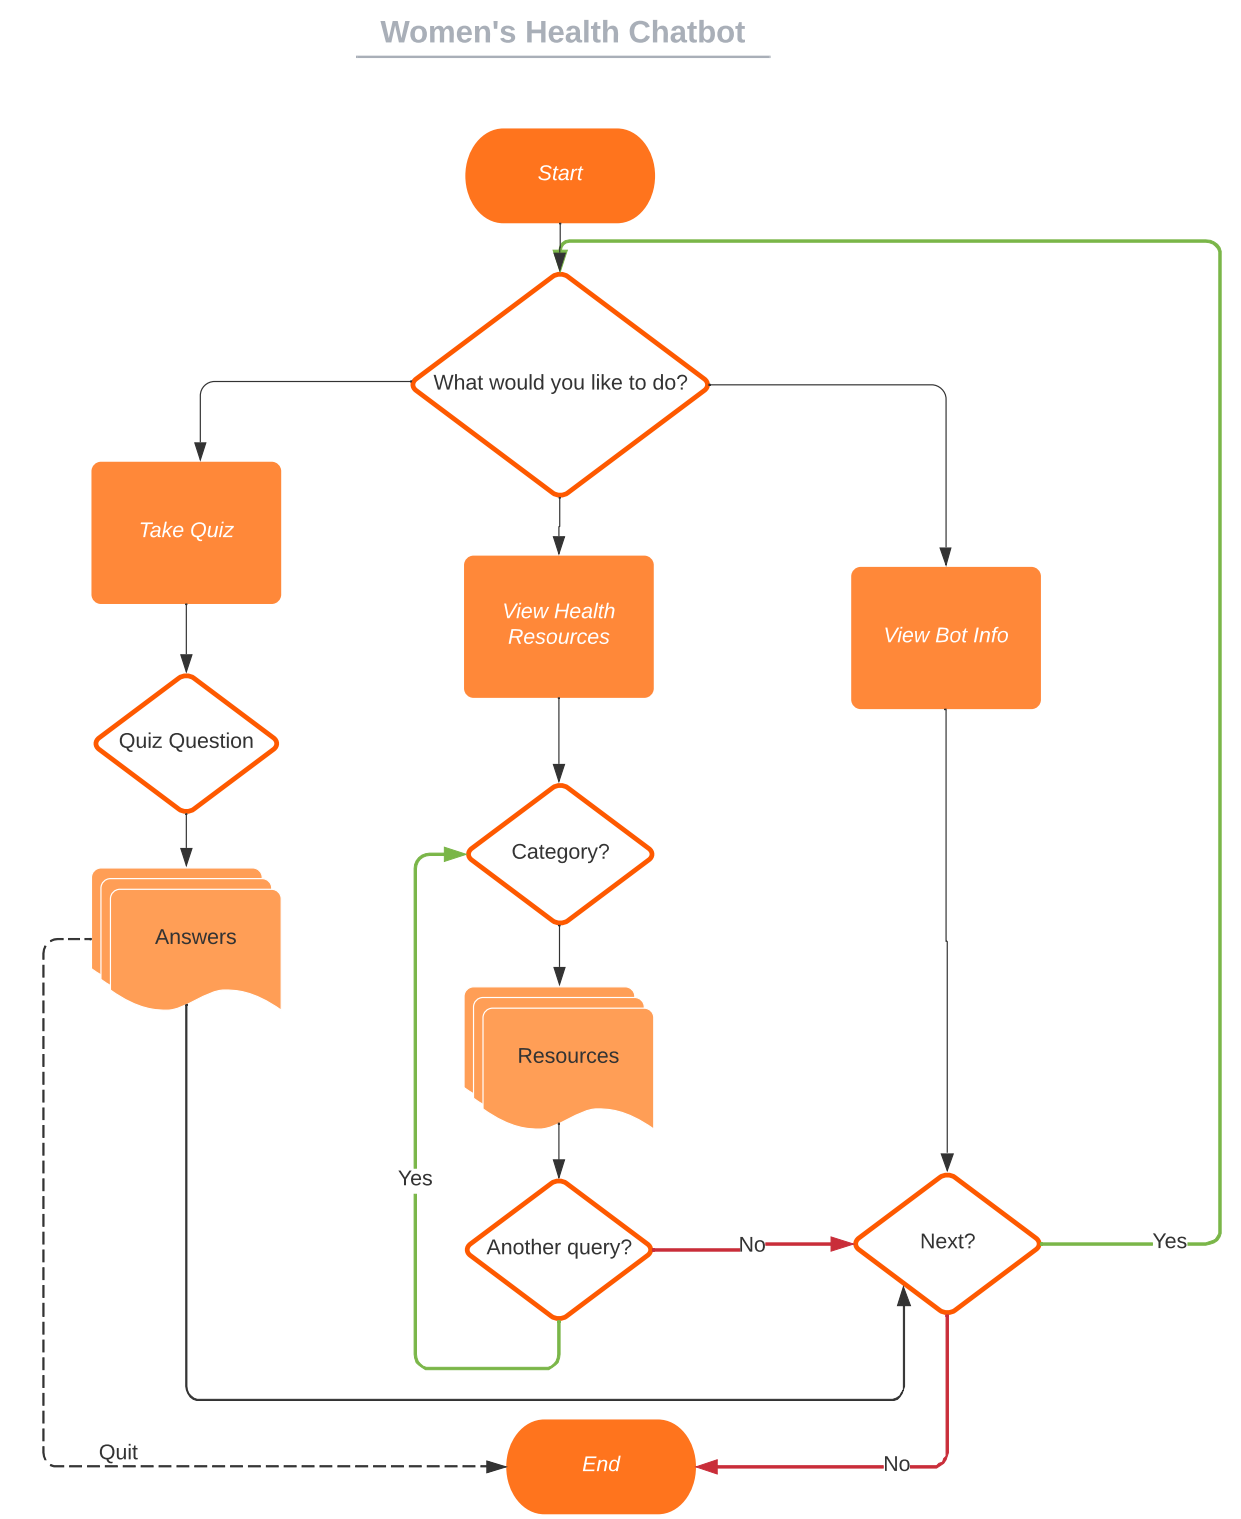 Women's Health Chatbot
Start
What would you like to do?
Take Quiz
View Health
Resources
View Bot Info
Quiz Question
Category?
Answers
Resources
Yes
Another query?
No
Next?
Yes
Quit
End
No